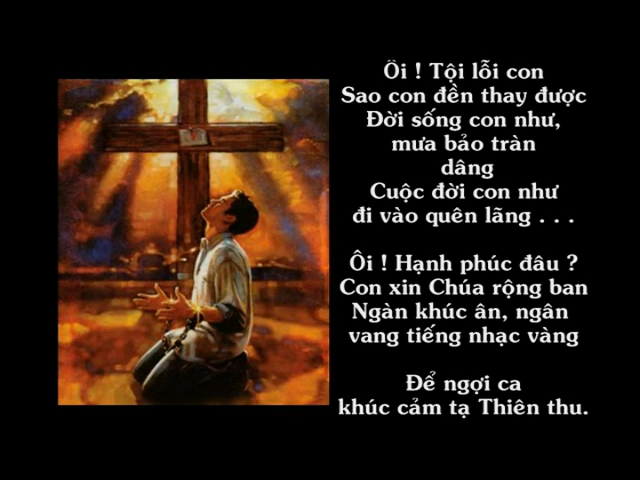 Ôi ! Tội lỗi con
Sao con đền thay được
Đời sống con như,
mưa bảo tràn
dâng
Cuộc đời con như
đi vào quên lãng . . .
Ôi ! Hạnh phúc đâu ?
Con xin Chúa rộng ban
Ngàn khúc ân, ngân
vang tiếng nhạc vàng
Để ngợi ca
khúc cảm tạ Thiên thu.